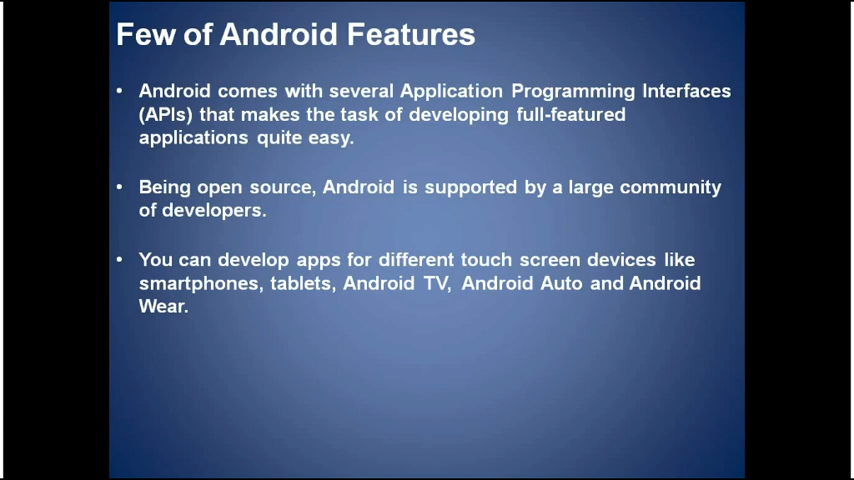 Few of Android Features
• Android comes with several Application Programming Interfaces
(APIs) that makes the task of developing full-featured
applications quite easy.
• Being open source, Android is supported by a large community
of developers.
• You can develop apps for different touch screen devices like
smartphones, tablets, Android TV, Android Auto and Android
Wear.